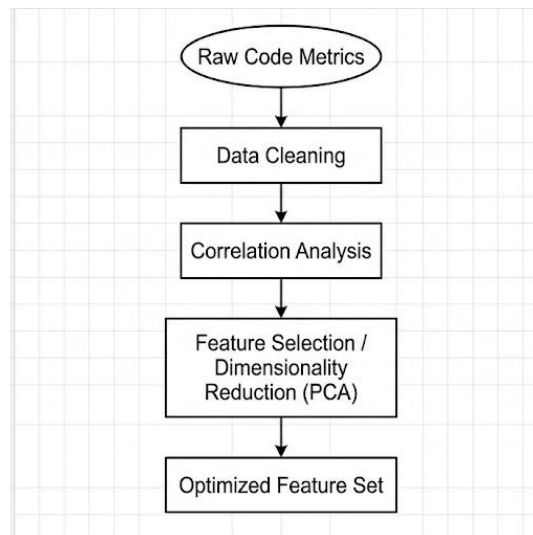 Raw Code Metrics
Data Cleaning
Correlation Analysis
Feature Selection /
Dimensionality
Reduction (PCA)
Optimized Feature Set